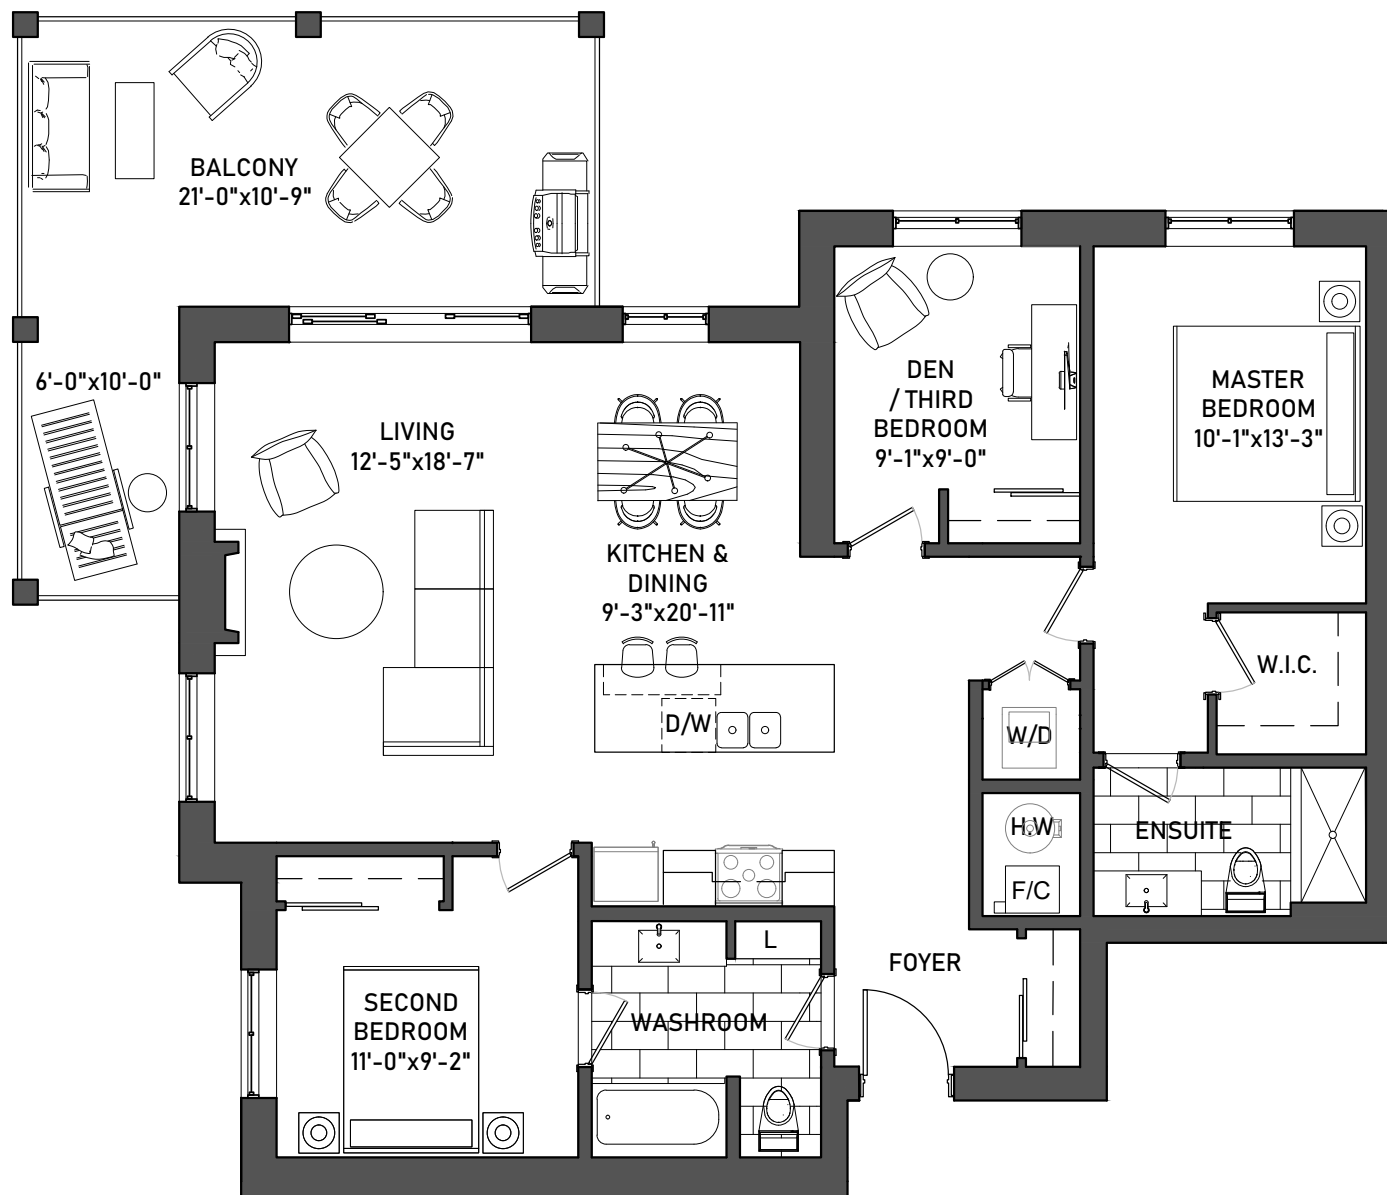 BALCONY
21'-0"x10'-9"
6'-0"x10'-0"
LIVING
12'-5"x18'-7"
KITCHEN &
DINING
9'-3"x20'-11"
DEN
/ THIRD
BEDROOM
9'-1"x9'-0"
MASTER
BEDROOM
10'-1"x13'-3"
W.I.C.
D/W
W/D
H.W
F/C
ENSUITE
L
FOYER
WASHROOM
SECOND
BEDROOM
11'-0"x9'-2"